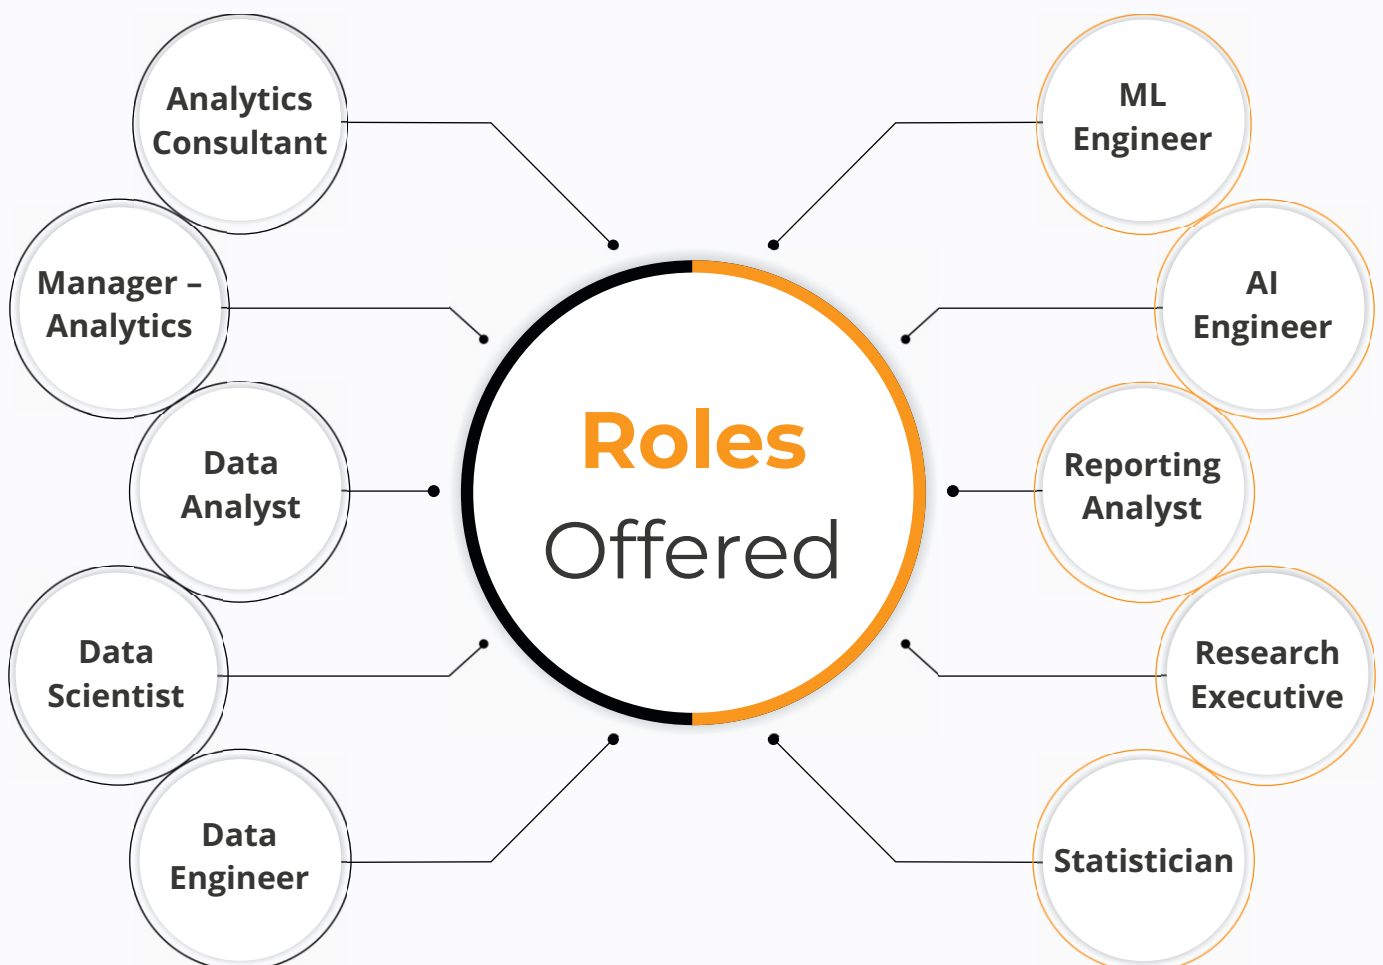 Analytics
Consultant
Manager –
Analytics
Data
Analyst
Data
Scientist
Data
Engineer
Roles
Offered
ML
Engineer
AI
Engineer
Reporting
Analyst
Research
Executive
Statistician